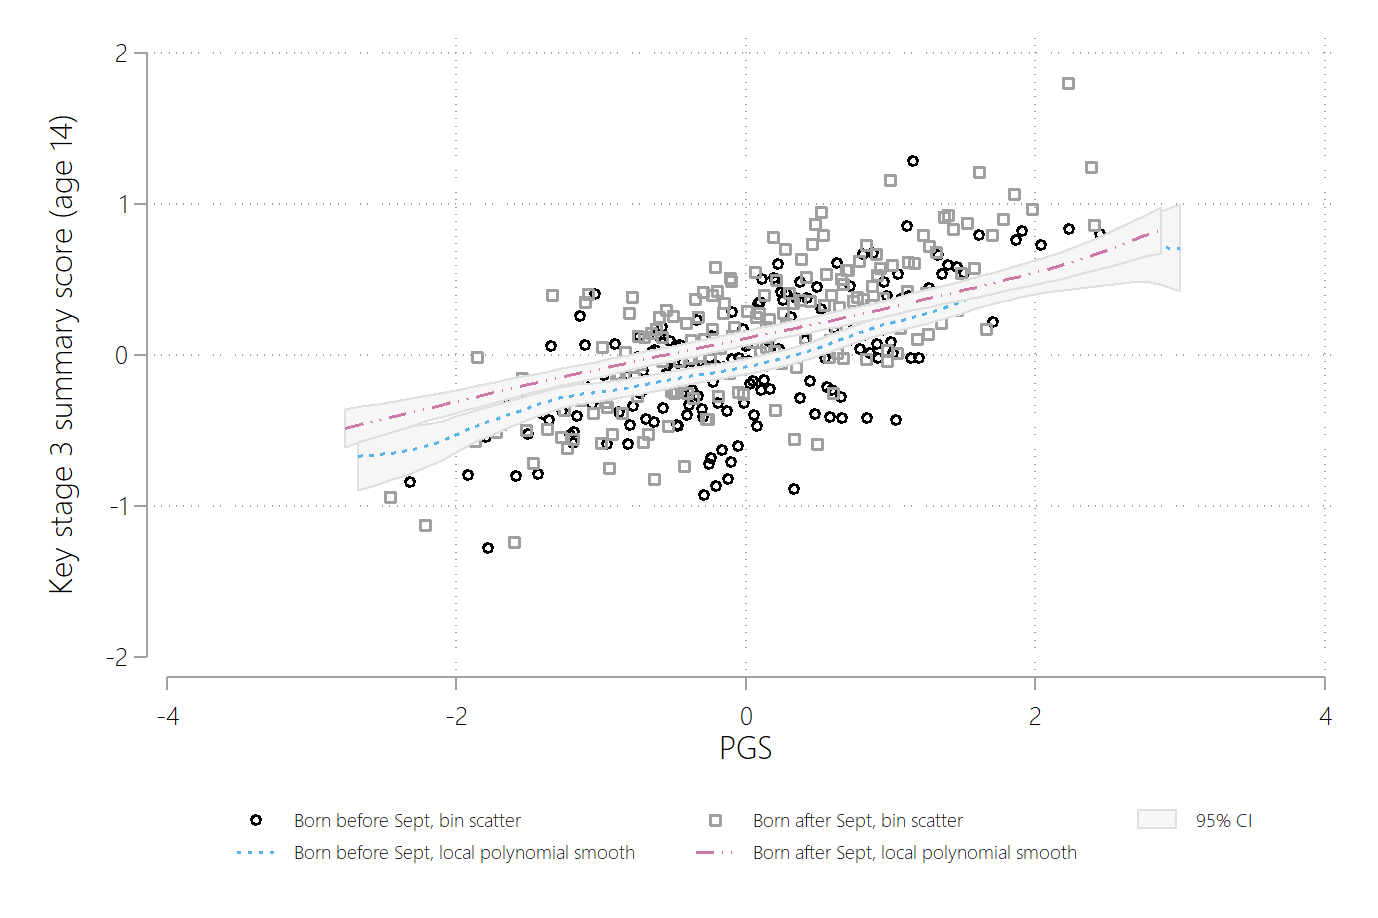 Key stage 3 summary score (age 14)
2
1
0
-1
-2
-4
-2
0
2
4
PGS
Born before Sept, bin scatter
Born after Sept, bin scatter
95% CI
Born before Sept, local polynomial smooth
Born after Sept, local polynomial smooth